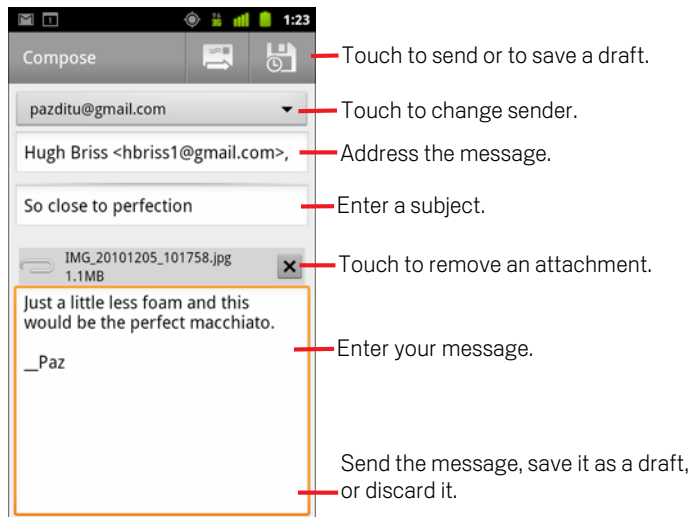 1:23
Compose
Touch to send or to save a draft.
pazditu@gmail.com
Touch to change sender.
Hugh Briss <hbriss1@gmail.com>,
Address the message.
So close to perfection
Enter a subject.
IMG_20101205_101758.jpg
1.1MB
Touch to remove an attachment.
Just a little less foam and this
would be the perfect macchiato.
__Paz
Enter your message.
Send the message, save it as a draft,
or discard it.